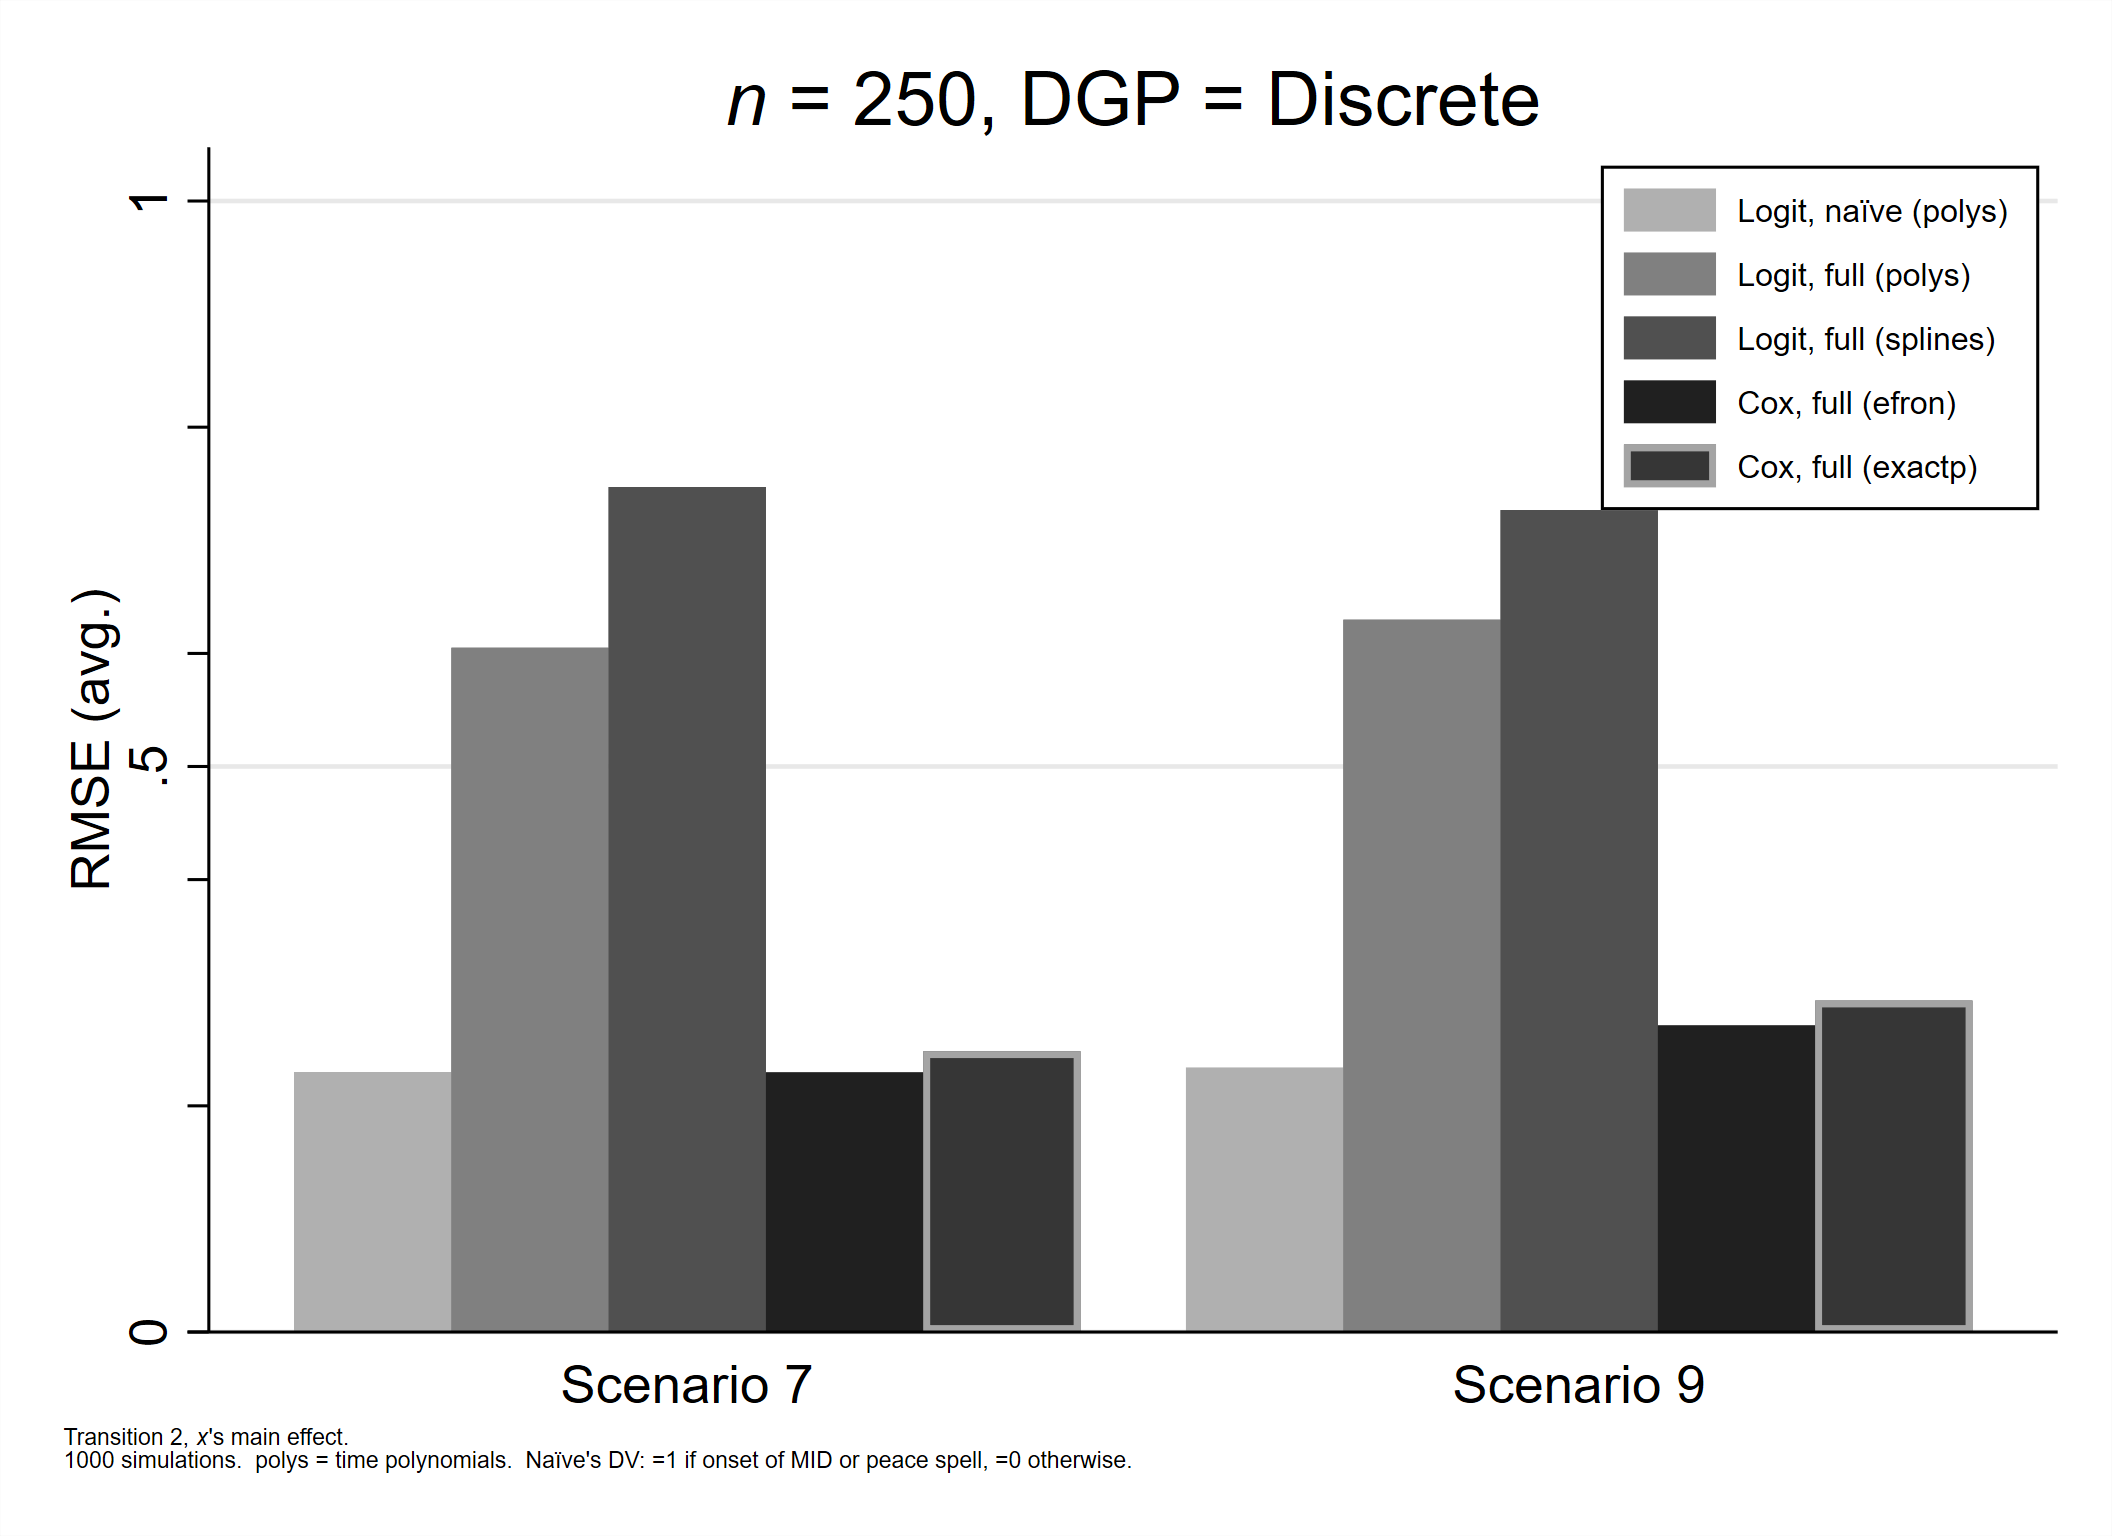 n = 250, DGP = Discrete
Logit, naïve (polys)
Logit, full (polys)
Logit, full (splines)
Cox, full (efron)
Cox, full (exactp)
RMSE (avg.)
1
.5
0
Scenario 7
Scenario 9
Transition 2, x's main effect.
1000 simulations.  polys = time polynomials.  Naïve's DV: =1 if onset of MID or peace spell, =0 otherwise.